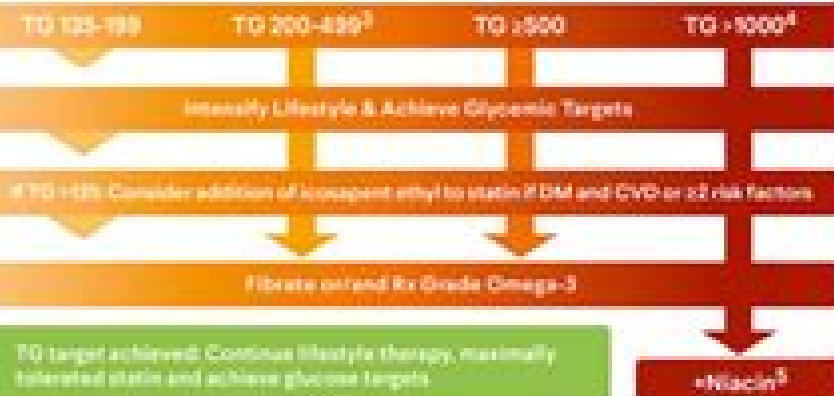 TG 135-199 TG 200-499³ TG ≥500 TG >1000⁴
Intensify Lifestyle & Achieve Glycemic Targets
If TG >135: Consider addition of icosapent ethyl to statin if DM and CVD or ≥2 risk factors
Fibrate or/and Rx Grade Omega-3
TG target achieved: Continue lifestyle therapy, maximally
tolerated statin and achieve glucose targets
+Niacin⁵